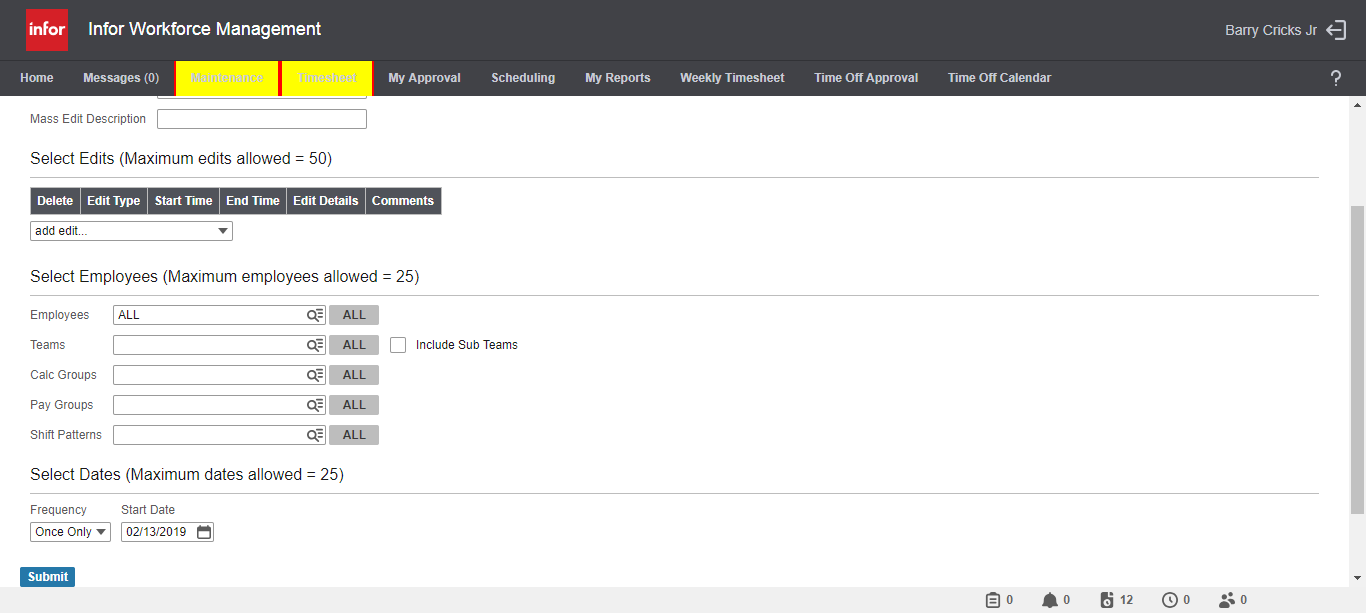 infor Infor Workforce Management Barry Cricks Jr
Home Messages (0) Maintenance Timesheet My Approval Scheduling My Reports Weekly Timesheet Time Off Approval Time Off Calendar ?
Mass Edit Description
Select Edits (Maximum edits allowed = 50)
Delete Edit Type Start Time End Time Edit Details Comments
add edit...
Select Employees (Maximum employees allowed = 25)
Employees ALL ALL
Teams ALL Include Sub Teams
Calc Groups ALL
Pay Groups ALL
Shift Patterns ALL
Select Dates (Maximum dates allowed = 25)
Frequency Start Date
Once Only 02/13/2019
Submit
0 0 12 0 0